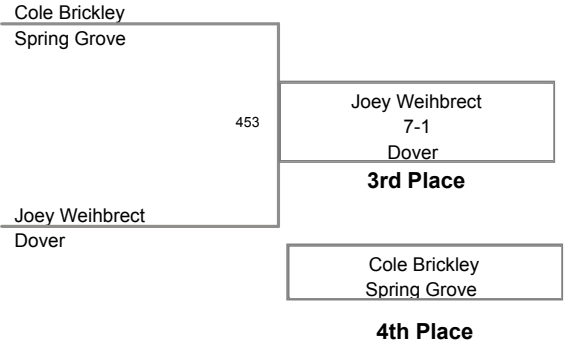 Cole Brickley
Spring Grove
453
Joey Weihbrect
7-1
Dover
3rd Place
Joey Weihbrect
Dover
Cole Brickley
Spring Grove
4th Place